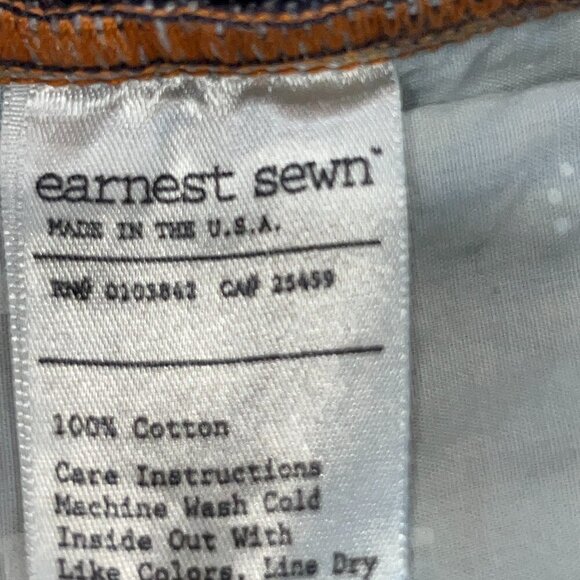 earnest sewn™
MADE IN THE U.S.A.
RN# 0103842 CA# 25459
100% Cotton
Care Instructions
Machine Wash Cold
Inside Out With
Like Colors. Line Dry